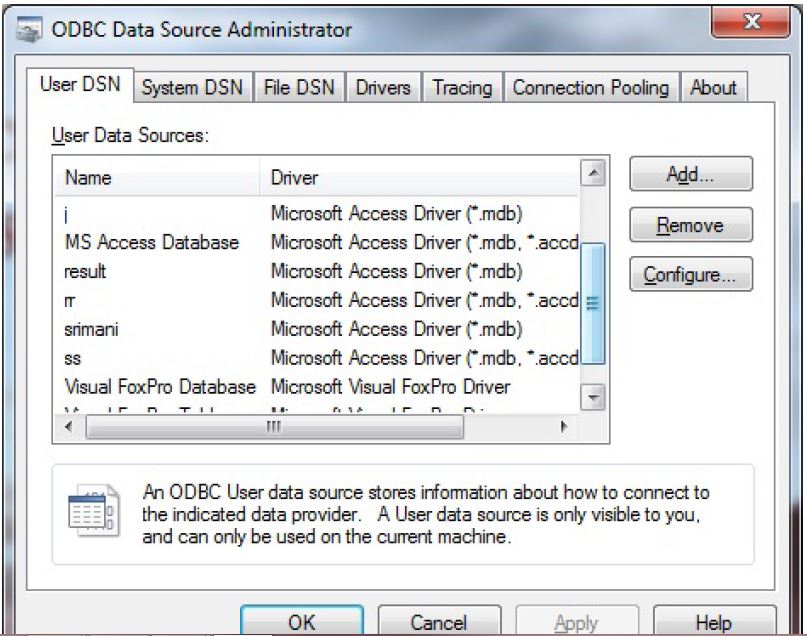 ODBC Data Source Administrator
User DSN System DSN File DSN Drivers Tracing Connection Pooling About
User Data Sources:
Name Driver
j Microsoft Access Driver (*.mdb)
MS Access Database Microsoft Access Driver (*.mdb, *.accd
result Microsoft Access Driver (*.mdb)
rr Microsoft Access Driver (*.mdb, *.accd
srimani Microsoft Access Driver (*.mdb)
ss Microsoft Access Driver (*.mdb, *.accd
Visual FoxPro Database Microsoft Visual FoxPro Driver
Add...
Remove
Configure...
An ODBC User data source stores information about how to connect to
the indicated data provider. A User data source is only visible to you,
and can only be used on the current machine.
OK Cancel Apply Help